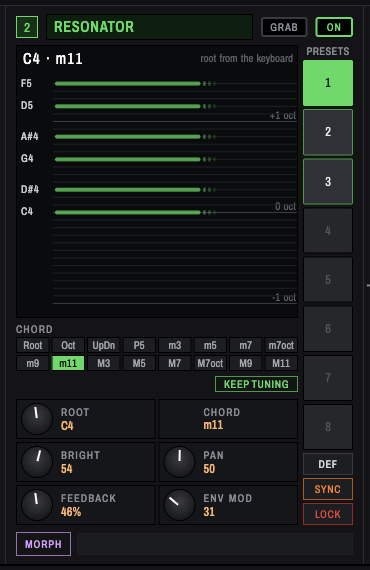 2 RESONATOR GRAB ON
C4 · m11 root from the keyboard PRESETS
F5
1
D5
+1 oct
A#4
2
G4
D#4
3
C4 0 oct
4
5
-1 oct
6
CHORD
Root Oct UpDn P5 m3 m5 m7 m7oct
m9 m11 M3 M5 M7 M7oct M9 M11
7
KEEP TUNING
ROOT
C4
CHORD
m11
8
BRIGHT
54
PAN
50
DEF
SYNC
FEEDBACK
46%
ENV MOD
31
LOCK
MORPH